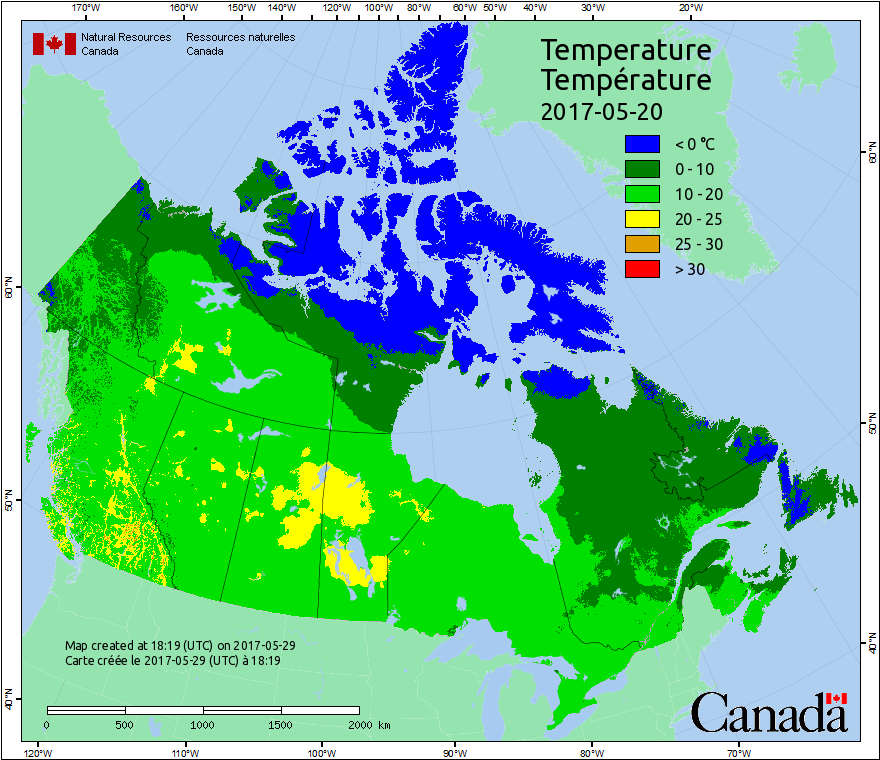 170°W 160°W 150°W 140°W 120°W 100°W 80°W 60°W 50°W 40°W 30°W 20°W
Natural Resources Canada
Ressources naturelles Canada
Temperature
Température
2017-05-20
< 0 °C
0 - 10
10 - 20
20 - 25
25 - 30
> 30
60°N
50°N
40°N
60°N
50°N
40°N
Map created at 18:19 (UTC) on 2017-05-29
Carte créée le 2017-05-29 (UTC) à 18:19
0 500 1000 1500 2000 km
Canada
120°W 110°W 100°W 90°W 80°W 70°W